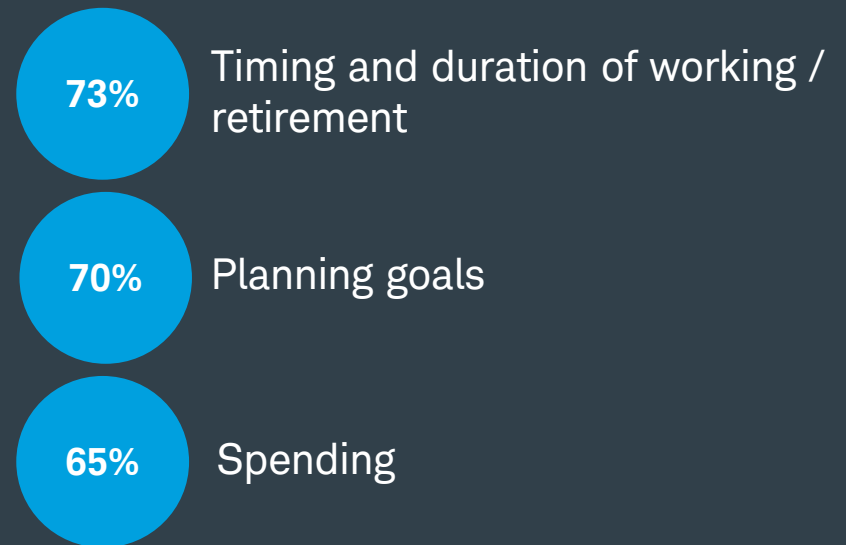 73%
Timing and duration of working /
retirement
70%
Planning goals
65%
Spending